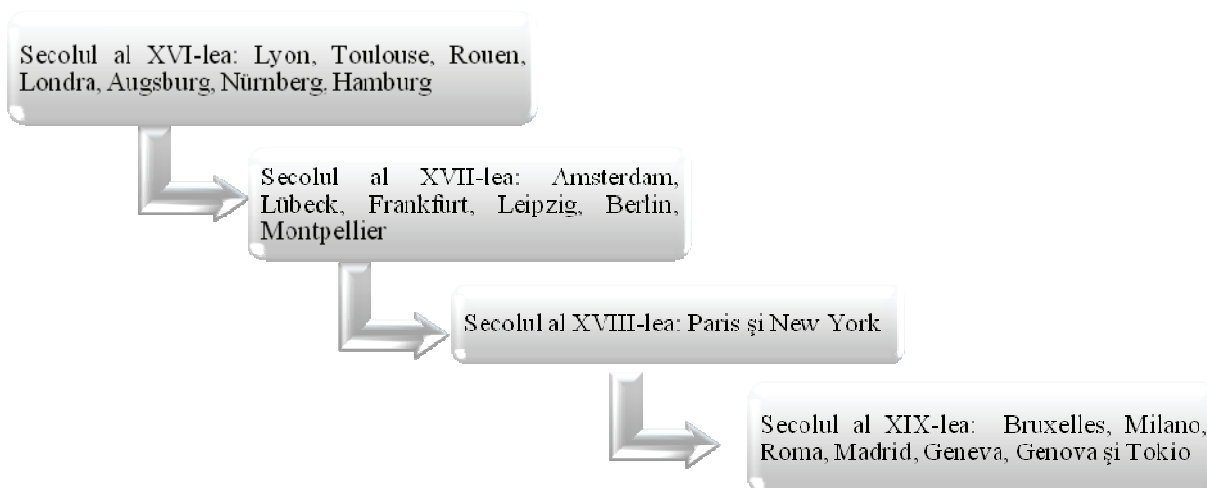 Secolul al XVI-lea: Lyon, Toulouse, Rouen,
Londra, Augsburg, Nürnberg, Hamburg
Secolul al XVII-lea: Amsterdam,
Lübeck, Frankfurt, Leipzig, Berlin,
Montpellier
Secolul al XVIII-lea: Paris şi New York
Secolul al XIX-lea: Bruxelles, Milano,
Roma, Madrid, Geneva, Genova şi Tokio